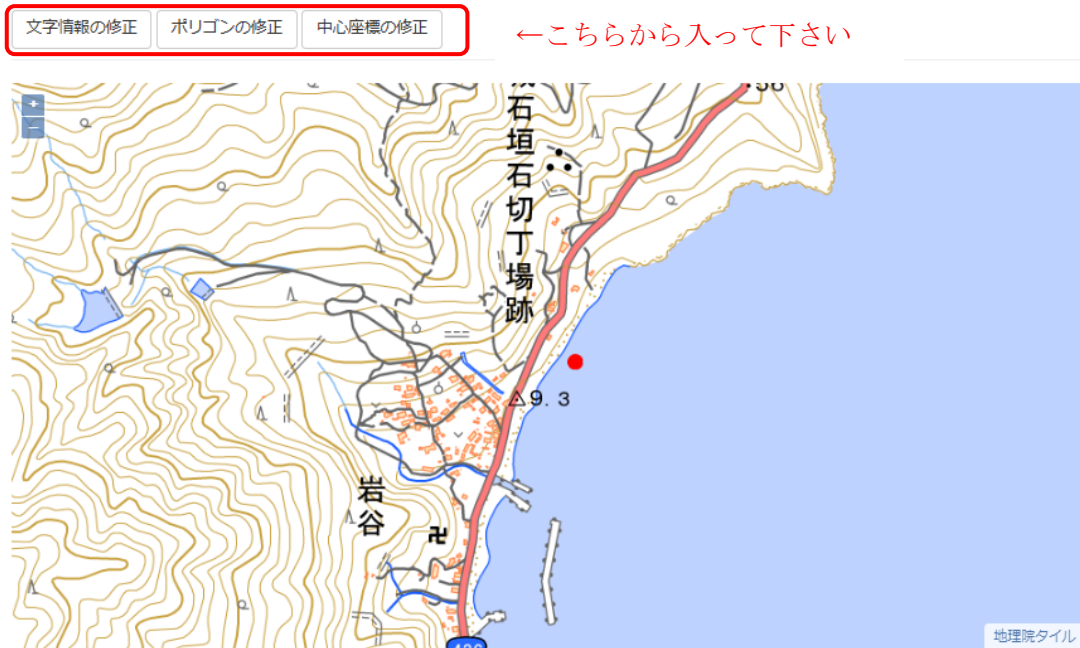 文字情報の修正 ポリゴンの修正 中心座標の修正
←こちらから入って下さい
+
−
石垣石切丁場跡
9.3
岩谷
地理院タイル